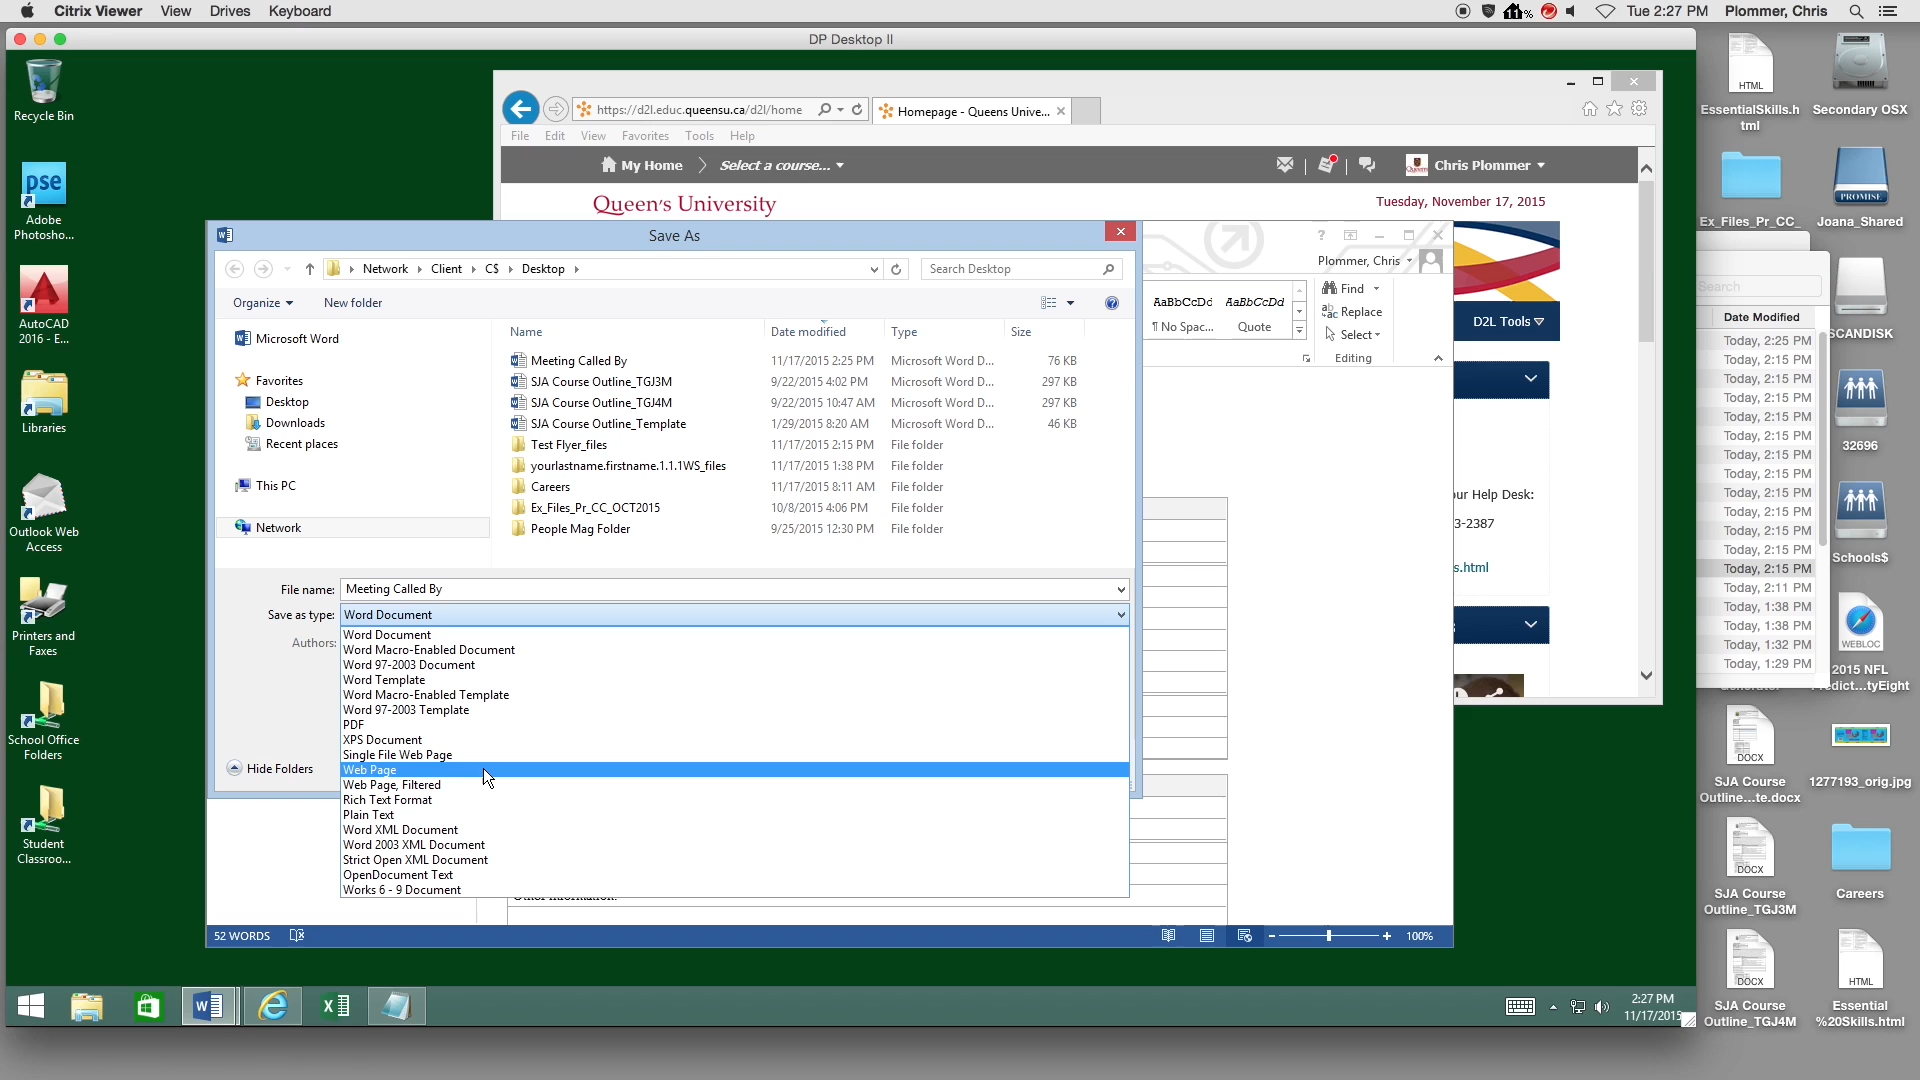 Citrix Viewer View Drives Keyboard
11%
Tue 2:27 PM Plommer, Chris
DP Desktop II
Recycle Bin
pse
Adobe
Photosho...
AutoCAD
2016 - E...
Libraries
Outlook Web
Access
Printers and
Faxes
School Office
Folders
Student
Classroo...
https://d2l.educ.queensu.ca/d2l/home
Homepage - Queens Unive...
File Edit View Favorites Tools Help
My Home Select a course...
Chris Plommer
Queen's University
Tuesday, November 17, 2015
D2L Tools
our Help Desk:
3-2387
s.html
Plommer, Chris
AaBbCcDd AaBbCcDd
¶ No Spac... Quote
Find
Replace
Select
Editing
Save As
Network Client C$ Desktop
Search Desktop
Organize New folder
Microsoft Word
Favorites
Desktop
Downloads
Recent places
This PC
Network
Name Date modified Type Size
Meeting Called By 11/17/2015 2:25 PM Microsoft Word D... 76 KB
SJA Course Outline_TGJ3M 9/22/2015 4:02 PM Microsoft Word D... 297 KB
SJA Course Outline_TGJ4M 9/22/2015 10:47 AM Microsoft Word D... 297 KB
SJA Course Outline_Template 1/29/2015 8:20 AM Microsoft Word D... 46 KB
Test Flyer_files 11/17/2015 2:15 PM File folder
yourlastname.firstname.1.1.1WS_files 11/17/2015 1:38 PM File folder
Careers 11/17/2015 8:11 AM File folder
Ex_Files_Pr_CC_OCT2015 10/8/2015 4:06 PM File folder
People Mag Folder 9/25/2015 12:30 PM File folder
File name: Meeting Called By
Save as type: Word Document
Authors:
Word Document
Word Macro-Enabled Document
Word 97-2003 Document
Word Template
Word Macro-Enabled Template
Word 97-2003 Template
PDF
XPS Document
Single File Web Page
Web Page
Web Page, Filtered
Rich Text Format
Plain Text
Word XML Document
Word 2003 XML Document
Strict Open XML Document
OpenDocument Text
Works 6 - 9 Document
Hide Folders
Other Information:
52 WORDS
100%
2:27 PM
11/17/2015
Search
Date Modified
Today, 2:25 PM
Today, 2:15 PM
Today, 2:15 PM
Today, 2:15 PM
Today, 2:15 PM
Today, 2:15 PM
Today, 2:15 PM
Today, 2:15 PM
Today, 2:15 PM
Today, 2:15 PM
Today, 2:15 PM
Today, 2:15 PM
Today, 2:15 PM
Today, 2:11 PM
Today, 1:38 PM
Today, 1:38 PM
Today, 1:32 PM
Today, 1:29 PM
HTML
EssentialSkills.h
tml
Secondary OSX
Ex_Files_Pr_CC_
PROMISE
Joana_Shared
SCANDISK
32696
Schools$
WEBLOC
2015 NFL
Predict...tyEight
DOCX
SJA Course
Outline...te.docx
1277193_orig.jpg
DOCX
SJA Course
Outline_TGJ3M
Careers
DOCX
SJA Course
Outline_TGJ4M
HTML
Essential
%20Skills.html